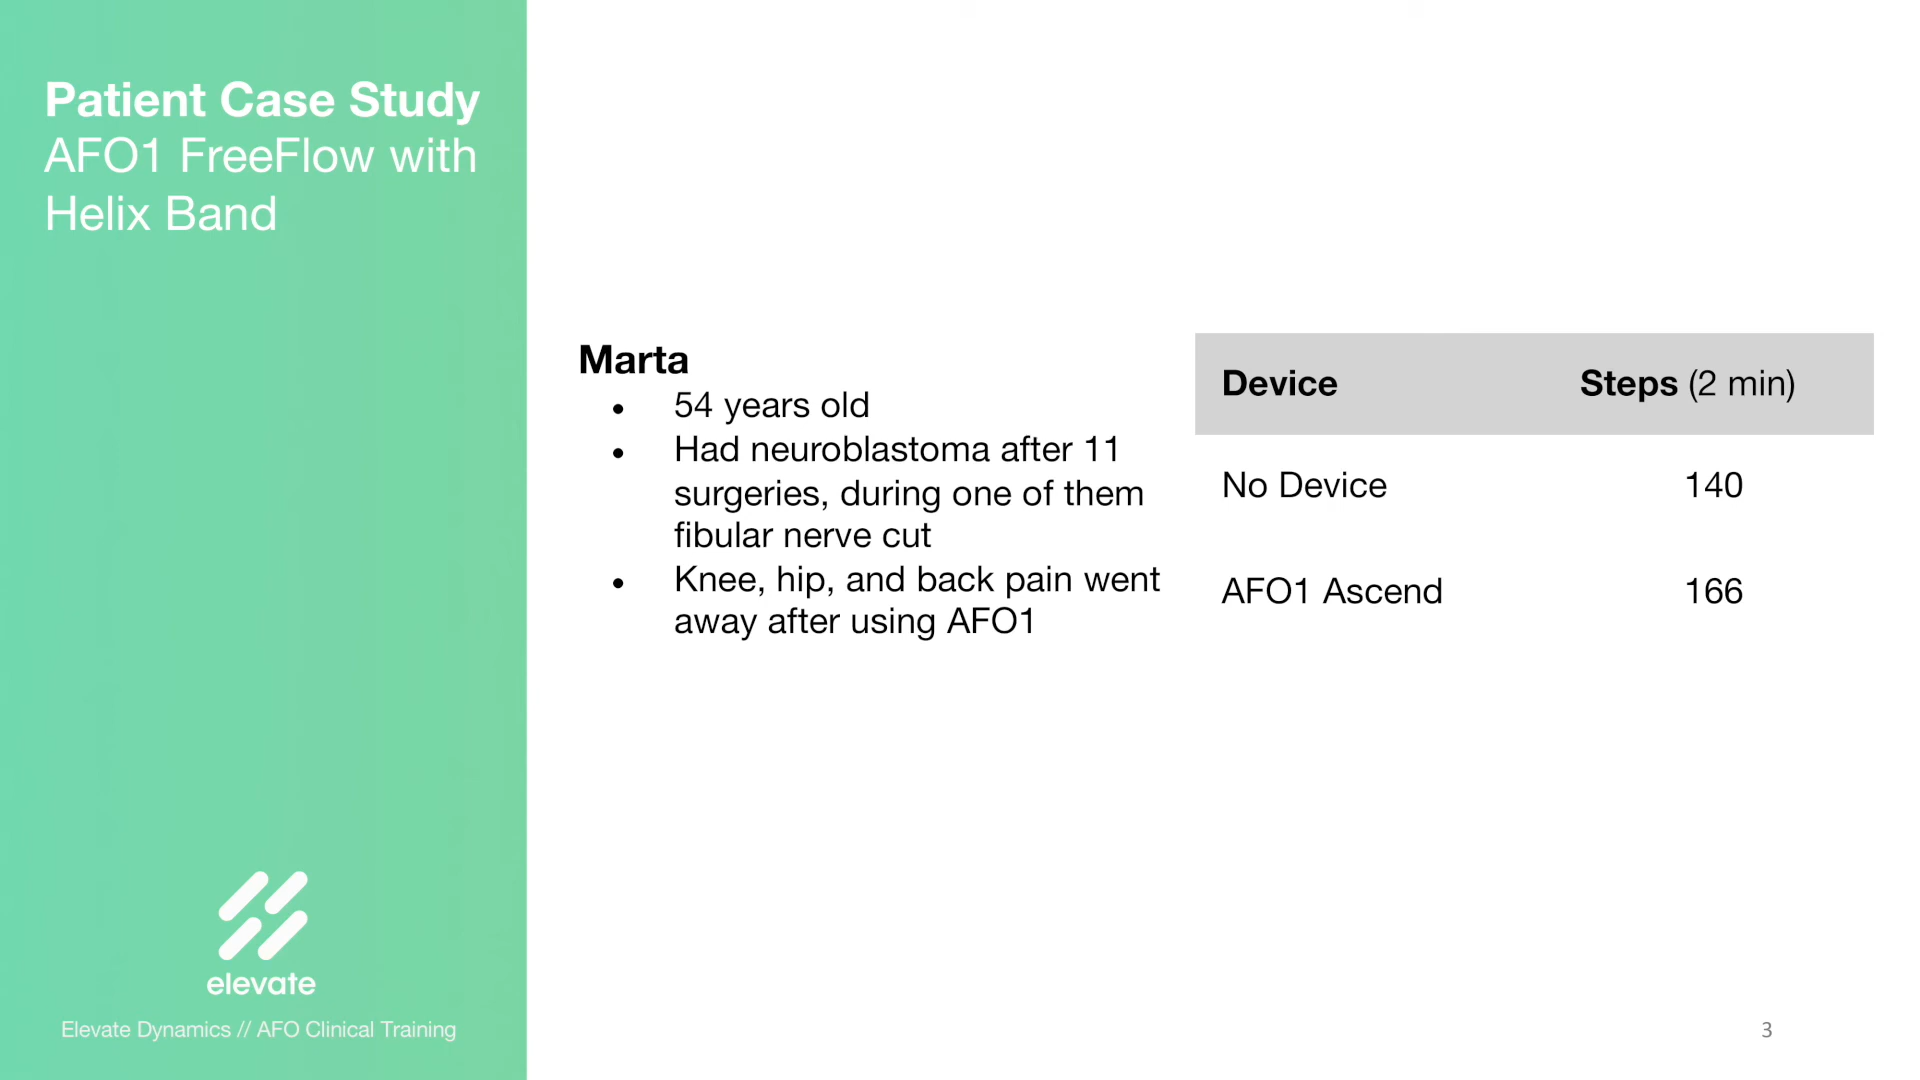 Patient Case Study
AFO1 FreeFlow with
Helix Band
Marta
• 54 years old
• Had neuroblastoma after 11
surgeries, during one of them
fibular nerve cut
• Knee, hip, and back pain went
away after using AFO1
Device Steps (2 min)
No Device 140
AFO1 Ascend 166
elevate
Elevate Dynamics // AFO Clinical Training
3